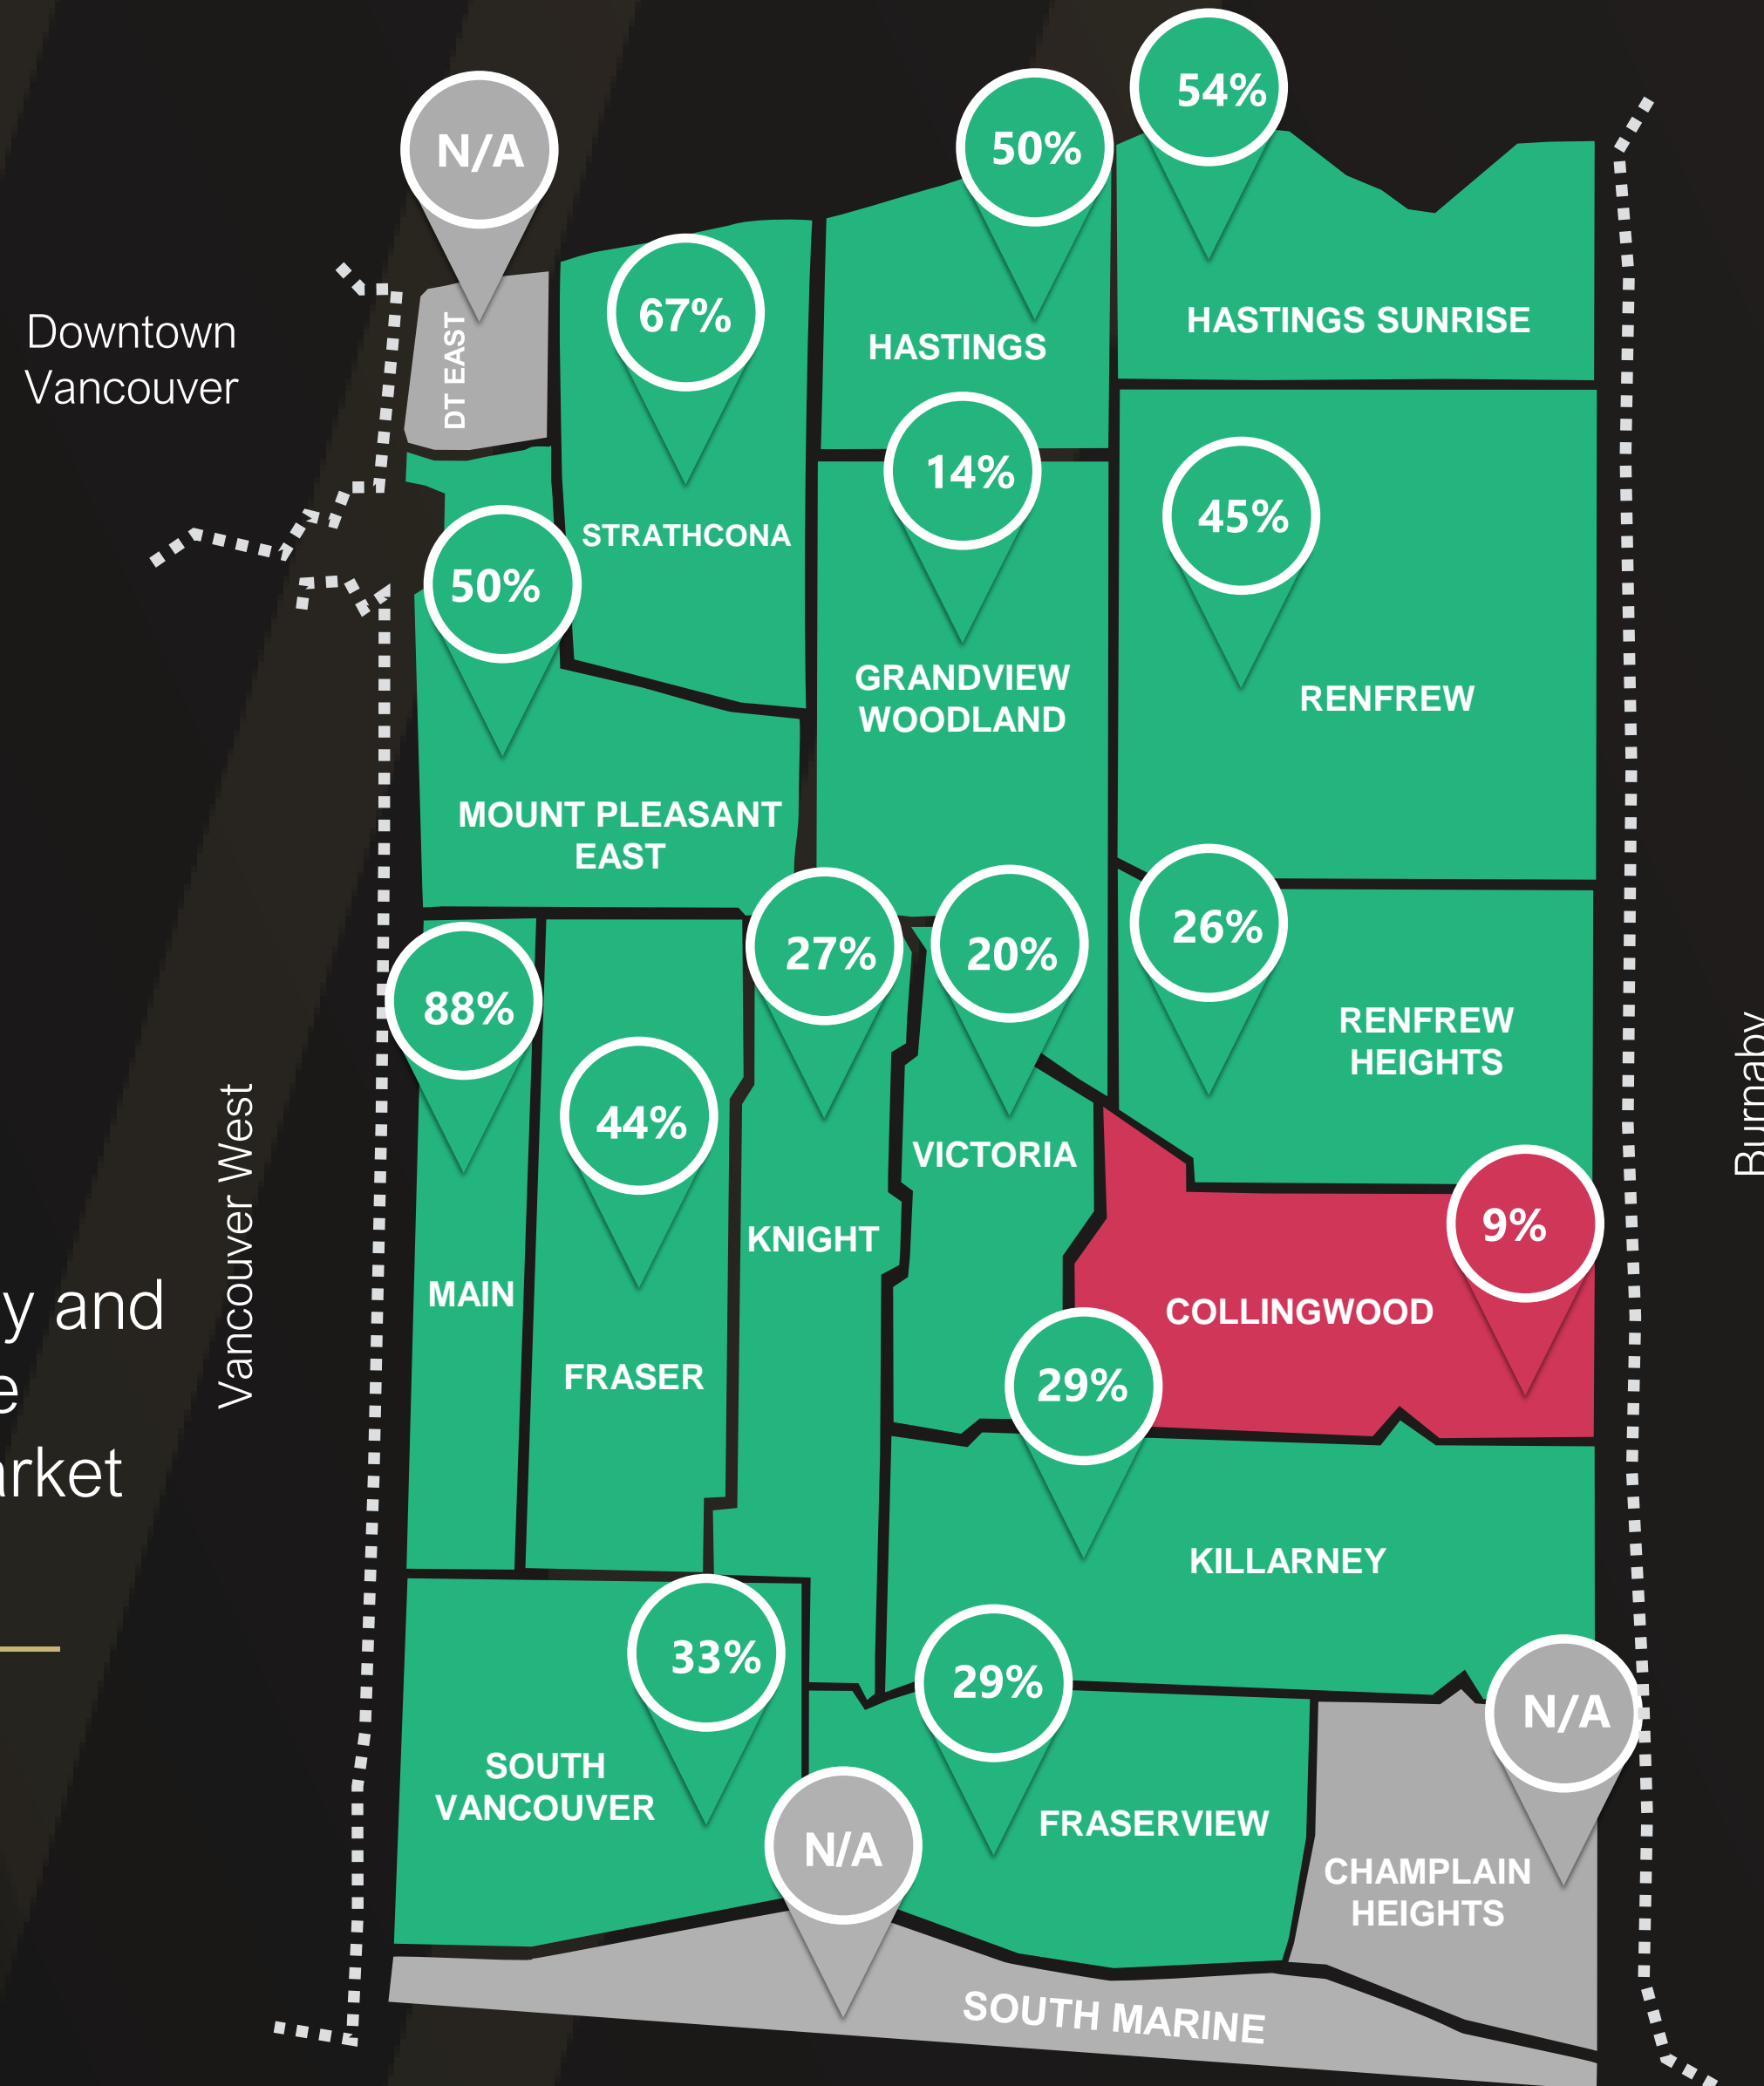 54%
50%
N/A
67%
Downtown
Vancouver
DT EAST
HASTINGS
HASTINGS SUNRISE
14%
45%
STRATHCONA
50%
GRANDVIEW
WOODLAND
RENFREW
MOUNT PLEASANT
EAST
27%
20%
26%
88%
RENFREW
HEIGHTS
44%
VICTORIA
Vancouver West
Burnaby
KNIGHT
9%
MAIN
y and
COLLINGWOOD
29%
FRASER
e
arket
KILLARNEY
33%
29%
N/A
SOUTH
VANCOUVER
FRASERVIEW
N/A
CHAMPLAIN
HEIGHTS
SOUTH MARINE